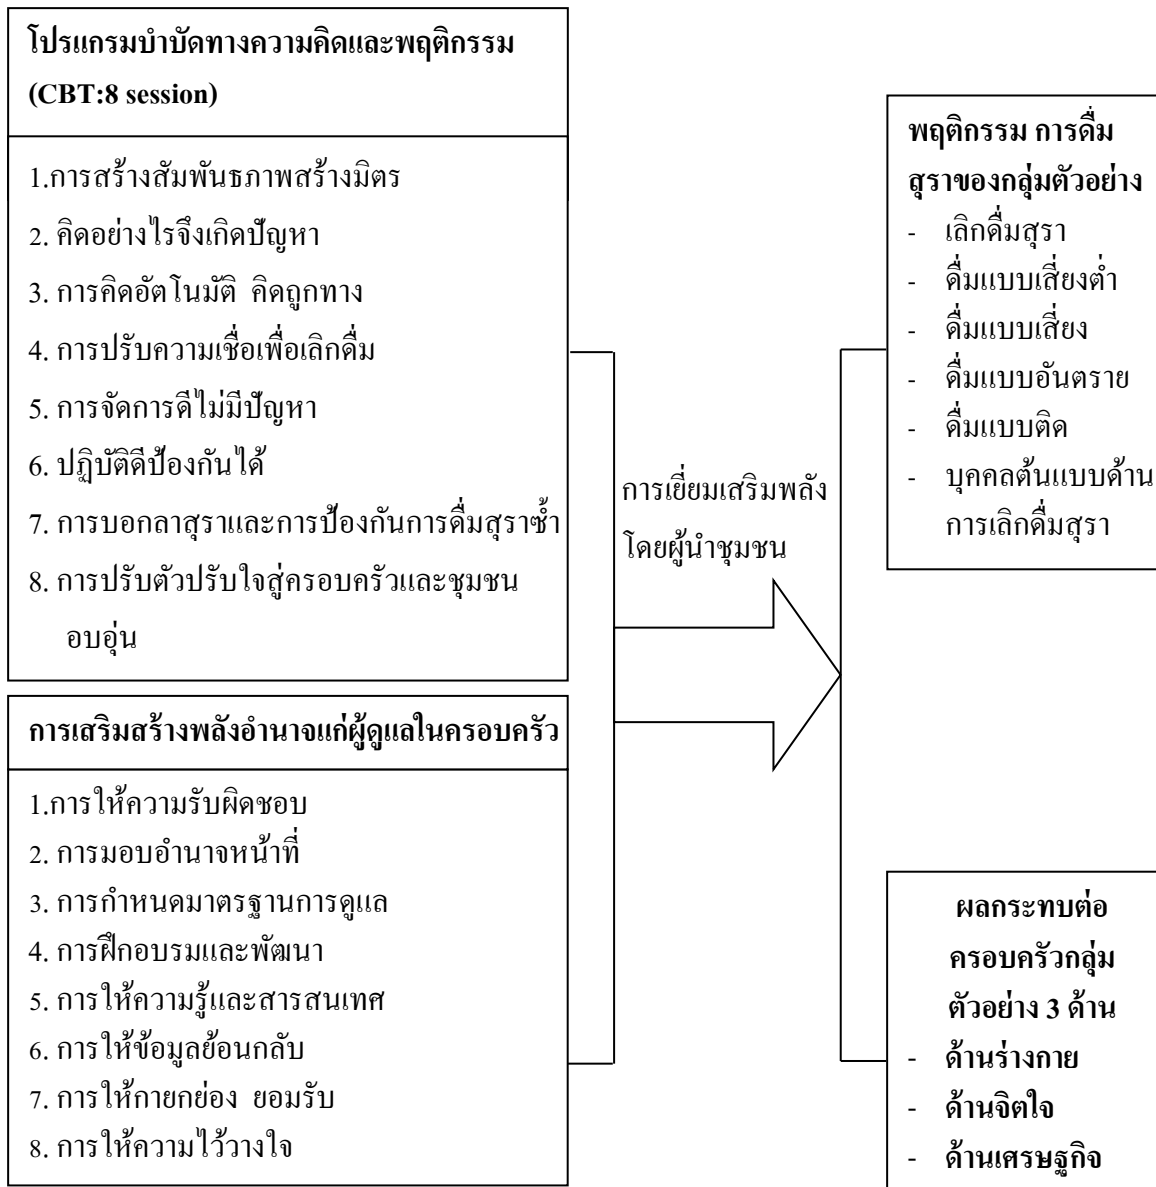 โปรแกรมบำบัดทางความคิดและพฤติกรรม
(CBT:8 session)
1.การสร้างสัมพันธภาพสร้างมิตร
2. คิดอย่างไรจึงเกิดปัญหา
3. การคิดอัตโนมัติ คิดถูกทาง
4. การปรับความเชื่อเพื่อเลิกดื่ม
5. การจัดการดีไม่มีปัญหา
6. ปฏิบัติดีป้องกันได้
7. การบอกลาสุราและการป้องกันการดื่มสุราซ้ำ
8. การปรับตัวปรับใจสู่ครอบครัวและชุมชน
อบอุ่น
การเสริมสร้างพลังอำนาจแก่ผู้ดูแลในครอบครัว
1.การให้ความรับผิดชอบ
2. การมอบอำนาจหน้าที่
3. การกำหนดมาตรฐานการดูแล
4. การฝึกอบรมและพัฒนา
5. การให้ความรู้และสารสนเทศ
6. การให้ข้อมูลย้อนกลับ
7. การให้กายกย่อง ยอมรับ
8. การให้ความไว้วางใจ
การเยี่ยมเสริมพลัง
โดยผู้นำชุมชน
พฤติกรรม การดื่ม
สุราของกลุ่มตัวอย่าง
- เลิกดื่มสุรา
- ดื่มแบบเสี่ยงต่ำ
- ดื่มแบบเสี่ยง
- ดื่มแบบอันตราย
- ดื่มแบบติด
- บุคคลต้นแบบด้าน
การเลิกดื่มสุรา
ผลกระทบต่อ
ครอบครัวกลุ่ม
ตัวอย่าง 3 ด้าน
- ด้านร่างกาย
- ด้านจิตใจ
- ด้านเศรษฐกิจ